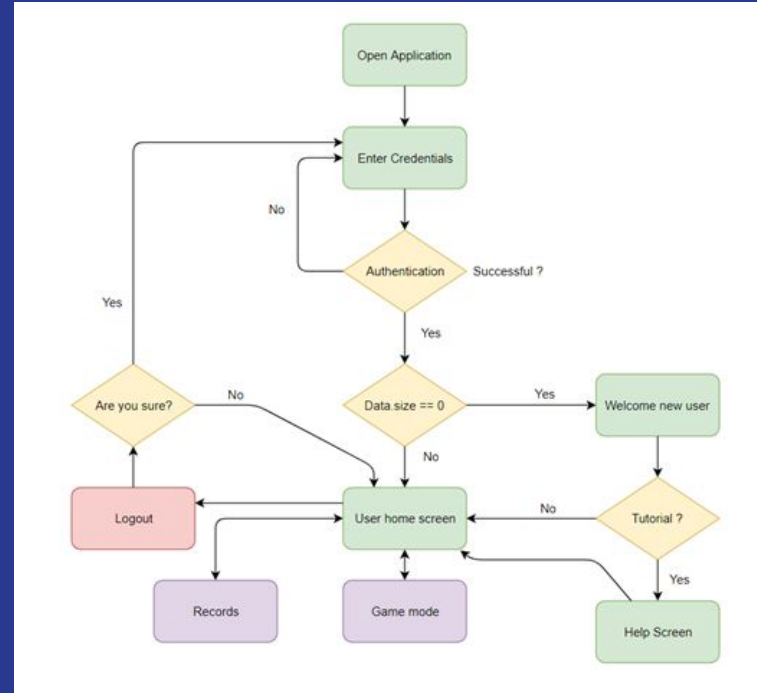 Open Application
Enter Credentials
No
Authentication
Successful ?
Yes
Yes
Are you sure?
No
Data.size == 0
Yes
Welcome new user
No
Logout
User home screen
No
Tutorial ?
Yes
Records
Game mode
Help Screen